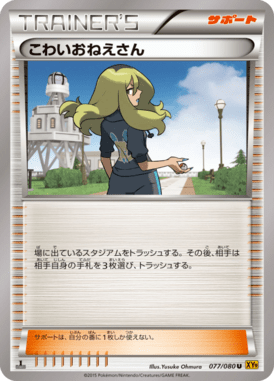 TRAINER'S
サポート
こわいおねえさん
場に出ているスタジアムをトラッシュする。その後、相手は
相手自身の手札を3枚選び、トラッシュする。
サポートは、自分の番に1枚しか使えない。
Illus.Yusuke Ohmura
077/080 U
XY
©2015 Pokémon/Nintendo/Creatures/GAME FREAK.